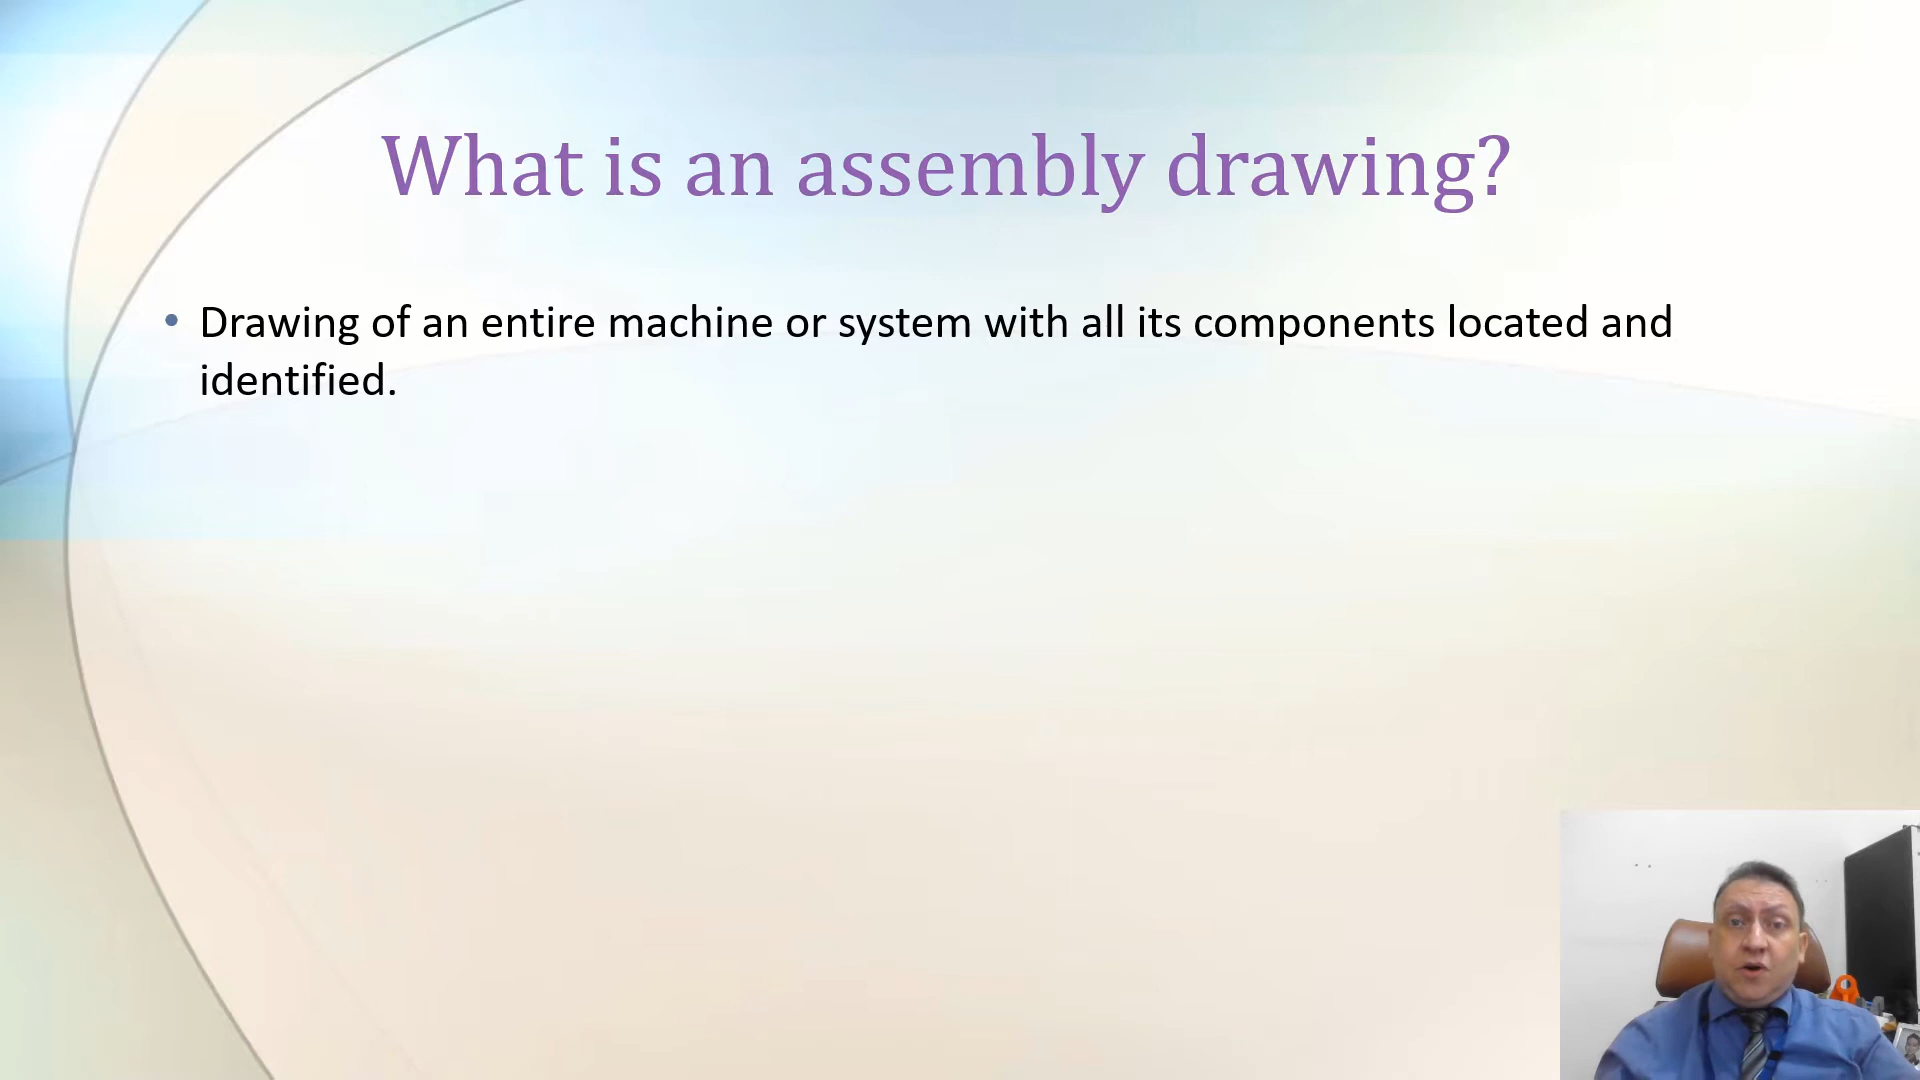 What is an assembly drawing?
• Drawing of an entire machine or system with all its components located and
identified.